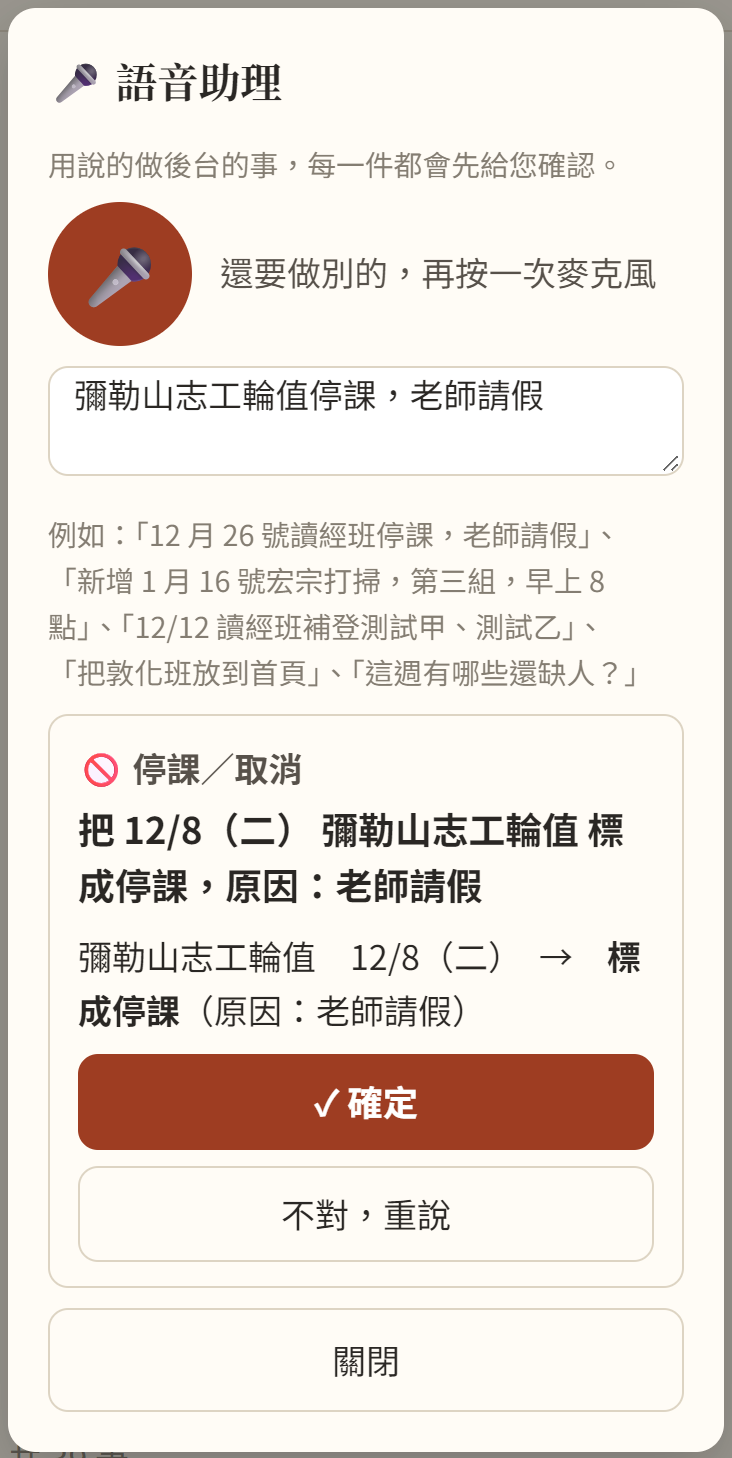 語音助理
用說的做後台的事，每一件都會先給您確認。
還要做別的，再按一次麥克風
彌勒山志工輪值停課，老師請假
例如：「12 月 26 號讀經班停課，老師請假」、
「新增 1 月 16 號宏宗打掃，第三組，早上 8
點」、「12/12 讀經班補登測試甲、測試乙」、
「把敦化班放到首頁」、「這週有哪些還缺人？」
停課／取消
把 12/8（二） 彌勒山志工輪值 標
成停課，原因：老師請假
彌勒山志工輪值　12/8（二）　→　標
成停課（原因：老師請假）
✓ 確定
不對，重說
關閉